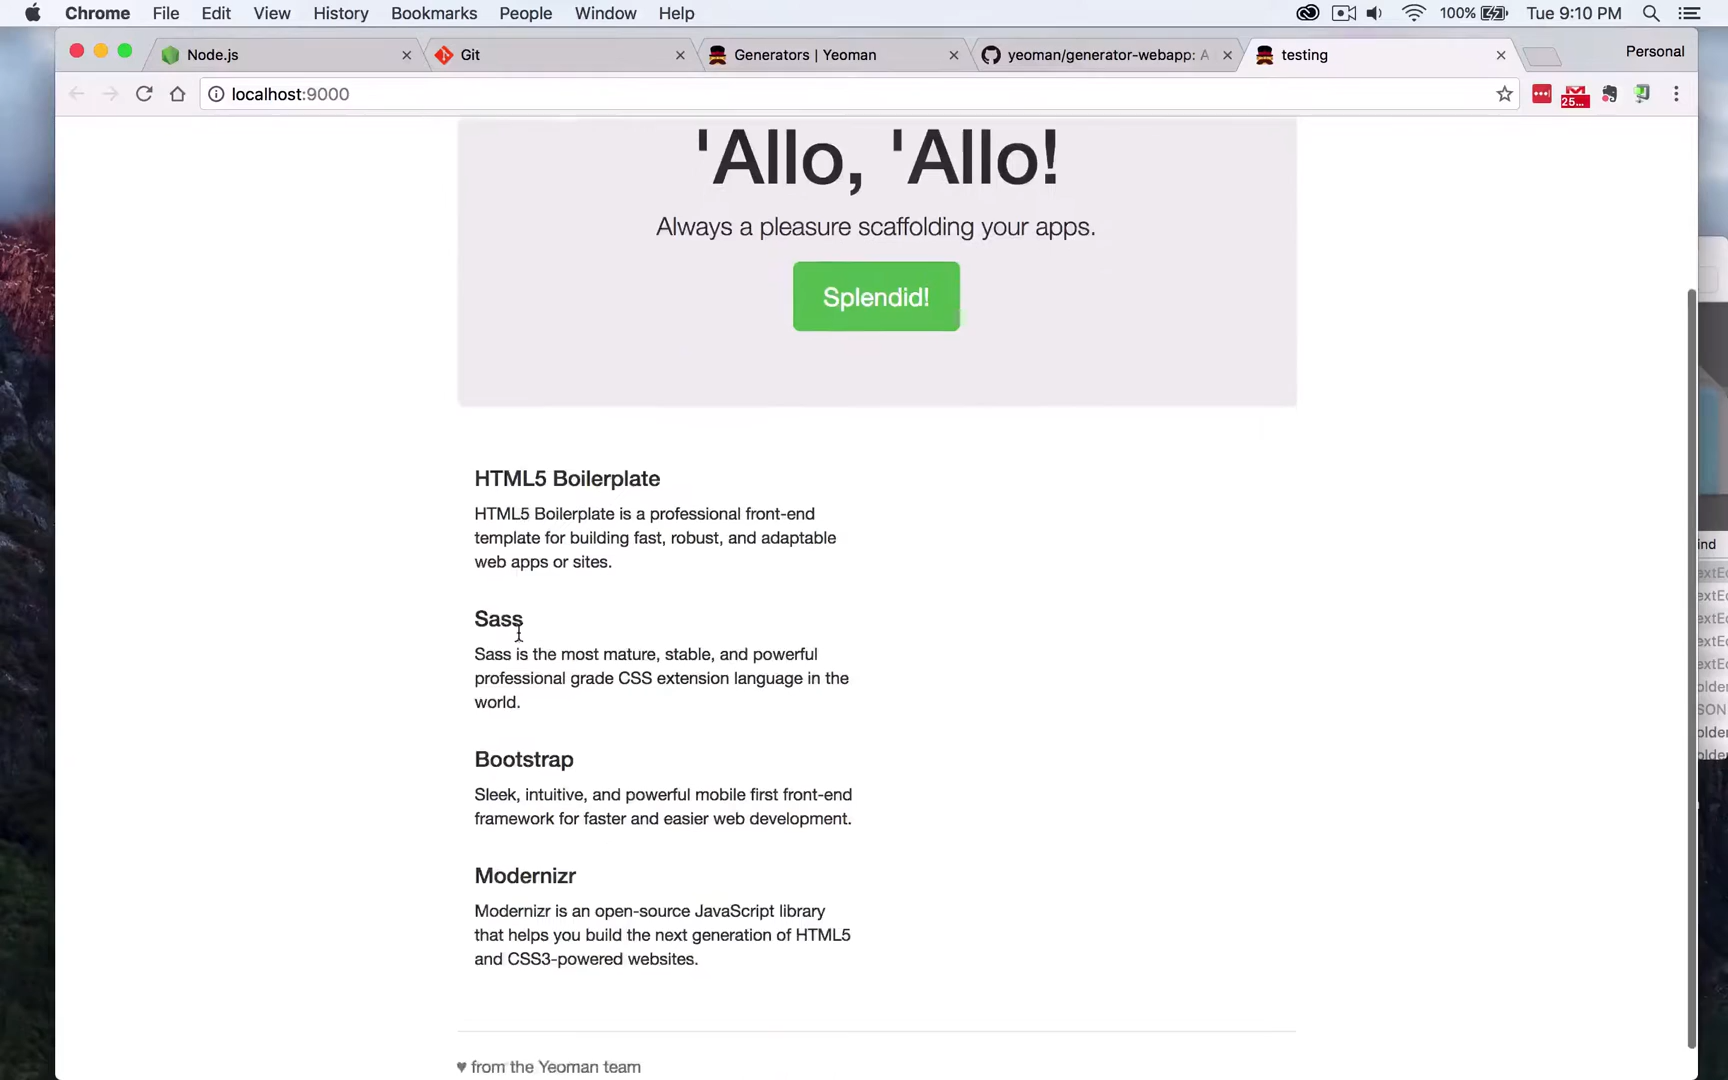 Chrome File Edit View History Bookmarks People Window Help 100% Tue 9:10 PM
Node.js Git Generators | Yeoman yeoman/generator-webapp: A testing Personal
localhost:9000 25...
'Allo, 'Allo!
Always a pleasure scaffolding your apps.
Splendid!
HTML5 Boilerplate
HTML5 Boilerplate is a professional front-end
template for building fast, robust, and adaptable
web apps or sites.
Sass
Sass is the most mature, stable, and powerful
professional grade CSS extension language in the
world.
Bootstrap
Sleek, intuitive, and powerful mobile first front-end
framework for faster and easier web development.
Modernizr
Modernizr is an open-source JavaScript library
that helps you build the next generation of HTML5
and CSS3-powered websites.
♥ from the Yeoman team